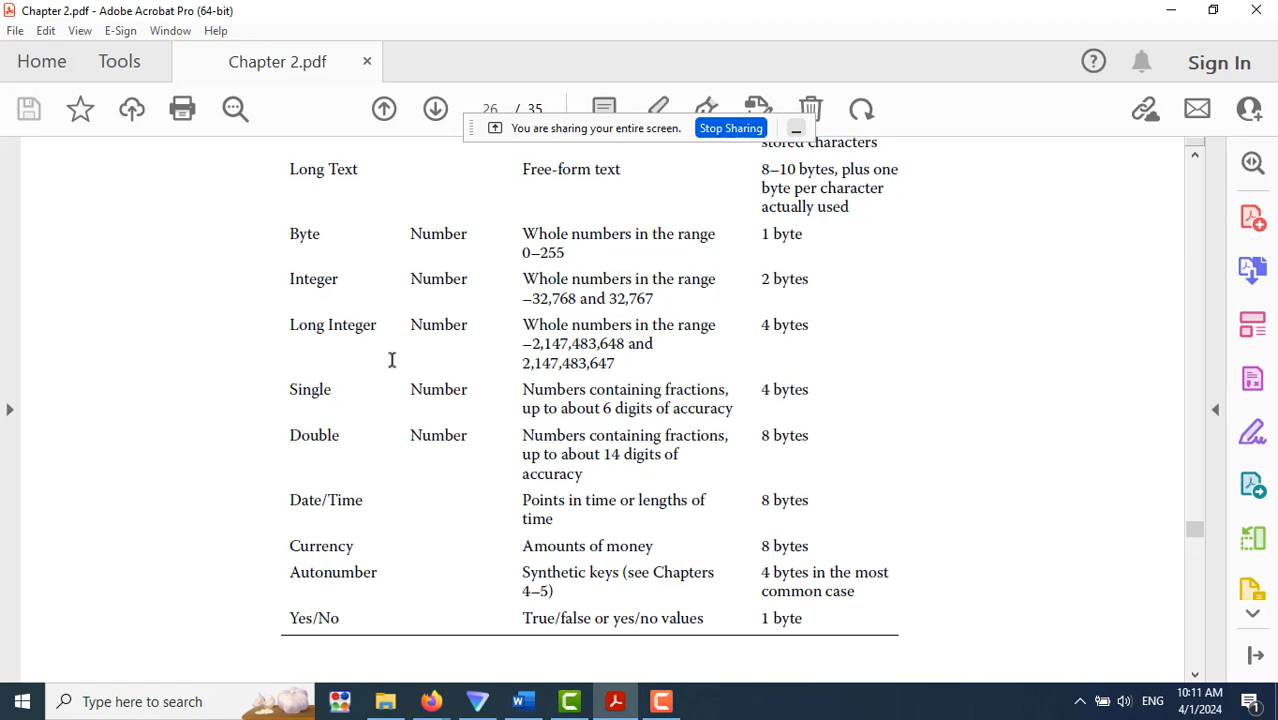 Chapter 2.pdf - Adobe Acrobat Pro (64-bit)
File Edit View E-Sign Window Help
Home Tools Chapter 2.pdf × Sign In
26 / 35
You are sharing your entire screen. Stop Sharing
stored characters
Long Text Free-form text 8–10 bytes, plus one
byte per character
actually used
Byte Number Whole numbers in the range 1 byte
0–255
Integer Number Whole numbers in the range 2 bytes
–32,768 and 32,767
Long Integer Number Whole numbers in the range 4 bytes
–2,147,483,648 and
2,147,483,647
Single Number Numbers containing fractions, 4 bytes
up to about 6 digits of accuracy
Double Number Numbers containing fractions, 8 bytes
up to about 14 digits of
accuracy
Date/Time Points in time or lengths of 8 bytes
time
Currency Amounts of money 8 bytes
Autonumber Synthetic keys (see Chapters 4 bytes in the most
4–5) common case
Yes/No True/false or yes/no values 1 byte
Type here to search
ENG 10:11 AM
4/1/2024